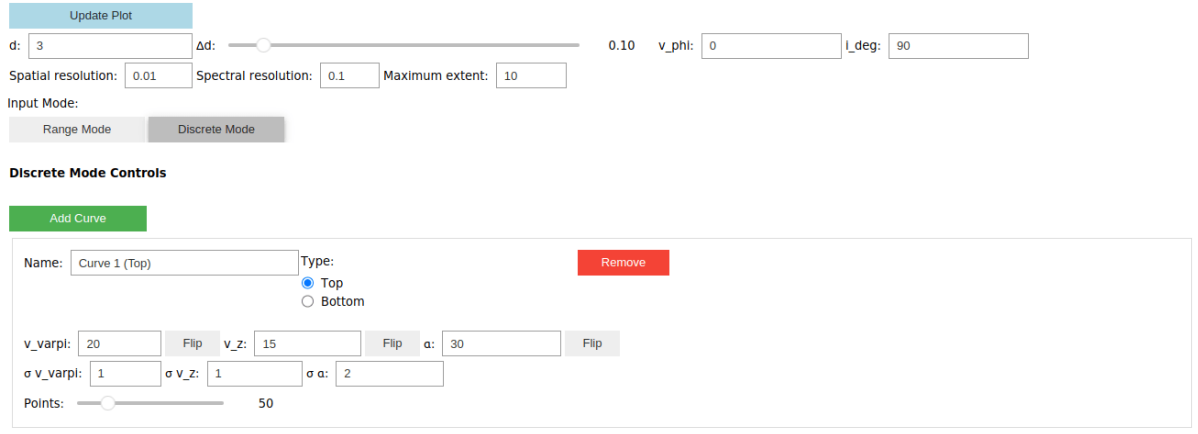 Update Plot
d: 3 Δd: 0.10 v_phi: 0 i_deg: 90
Spatial resolution: 0.01 Spectral resolution: 0.1 Maximum extent: 10
Input Mode:
Range Mode Discrete Mode
Discrete Mode Controls
Add Curve
Name: Curve 1 (Top) Type: Remove
Top
Bottom
v_varpi: 20 Flip v_z: 15 Flip α: 30 Flip
σ v_varpi: 1 σ v_z: 1 σ α: 2
Points: 50